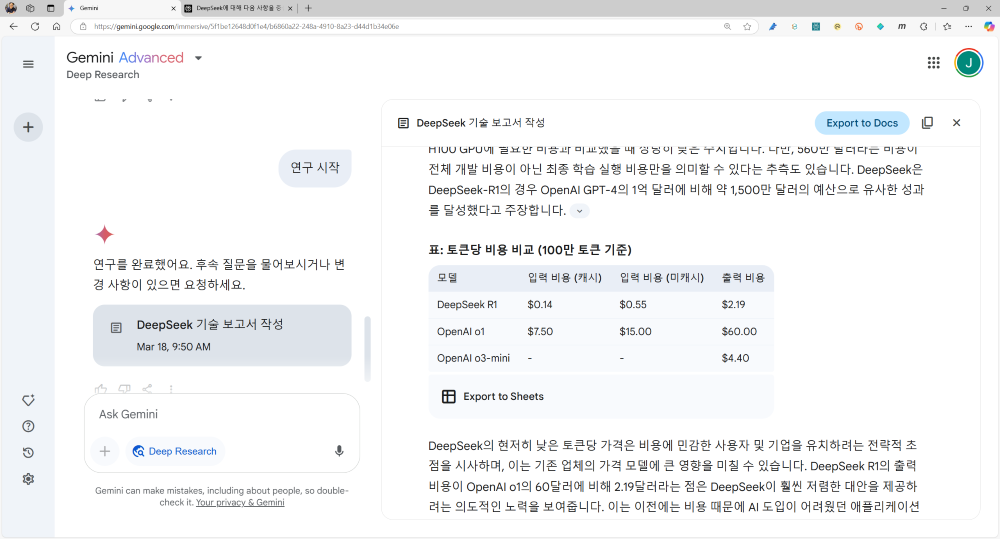 Gemini
DeepSeek에 대해 다음 사항을
https://gemini.google.com/immersive/5f1be12648d0f1e4/b6860a22-248a-4910-8a23-d44d1b34e06e
Gemini Advanced
Deep Research
J
연구 시작
연구를 완료했어요. 후속 질문을 물어보시거나 변
경 사항이 있으면 요청하세요.
DeepSeek 기술 보고서 작성
Mar 18, 9:50 AM
Ask Gemini
Deep Research
Gemini can make mistakes, including about people, so double-
check it. Your privacy & Gemini
DeepSeek 기술 보고서 작성
Export to Docs
H100 GPU에 필요한 비용과 비교했을 때 상당히 낮은 수치입니다. 다만, 560만 달러라는 비용이
전체 개발 비용이 아닌 최종 학습 실행 비용만을 의미할 수 있다는 추측도 있습니다. DeepSeek은
DeepSeek-R1의 경우 OpenAI GPT-4의 1억 달러에 비해 약 1,500만 달러의 예산으로 유사한 성과
를 달성했다고 주장합니다.
표: 토큰당 비용 비교 (100만 토큰 기준)
모델 입력 비용 (캐시) 입력 비용 (미캐시) 출력 비용
DeepSeek R1 $0.14 $0.55 $2.19
OpenAI o1 $7.50 $15.00 $60.00
OpenAI o3-mini - - $4.40
Export to Sheets
DeepSeek의 현저히 낮은 토큰당 가격은 비용에 민감한 사용자 및 기업을 유치하려는 전략적 초
점을 시사하며, 이는 기존 업체의 가격 모델에 큰 영향을 미칠 수 있습니다. DeepSeek R1의 출력
비용이 OpenAI o1의 60달러에 비해 2.19달러라는 점은 DeepSeek이 훨씬 저렴한 대안을 제공하
려는 의도적인 노력을 보여줍니다. 이는 이전에는 비용 때문에 AI 도입이 어려웠던 애플리케이션